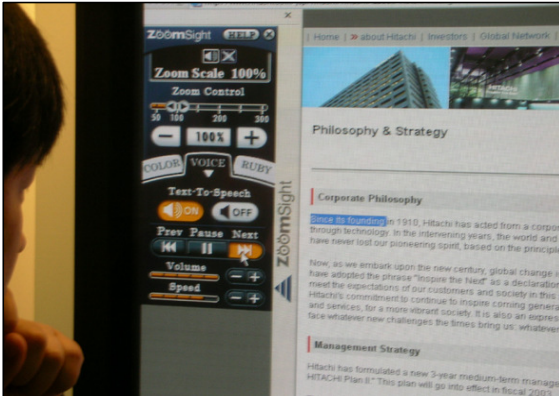 ZoomSight HELP
Zoom Scale 100%
Zoom Control
50 100 200 300
100%
COLOR VOICE RUBY
Text-To-Speech
ON OFF
Prev Pause Next
Volume
Speed
ZoomSight
| Home | about Hitachi | Investors | Global Network |
HITACHI
Philosophy & Strategy
Corporate Philosophy
Since its founding in 1910, Hitachi has acted from a corpor
through technology. In the intervening years, the world and
have never lost our pioneering spirit, based on the principle
Now, as we embark upon the new century, global change
have adopted the phrase "Inspire the Next" as a declaration
meet the expectations of our customers and society in this
Hitachi's commitment to continue to inspire coming genera
and services, for a more vibrant society. It is also an expres
face whatever new challenges the times bring us: whatever
Management Strategy
Hitachi has formulated a new 3-year medium-term manage
HITACHI Plan II." This plan will go into effect in fiscal 2003